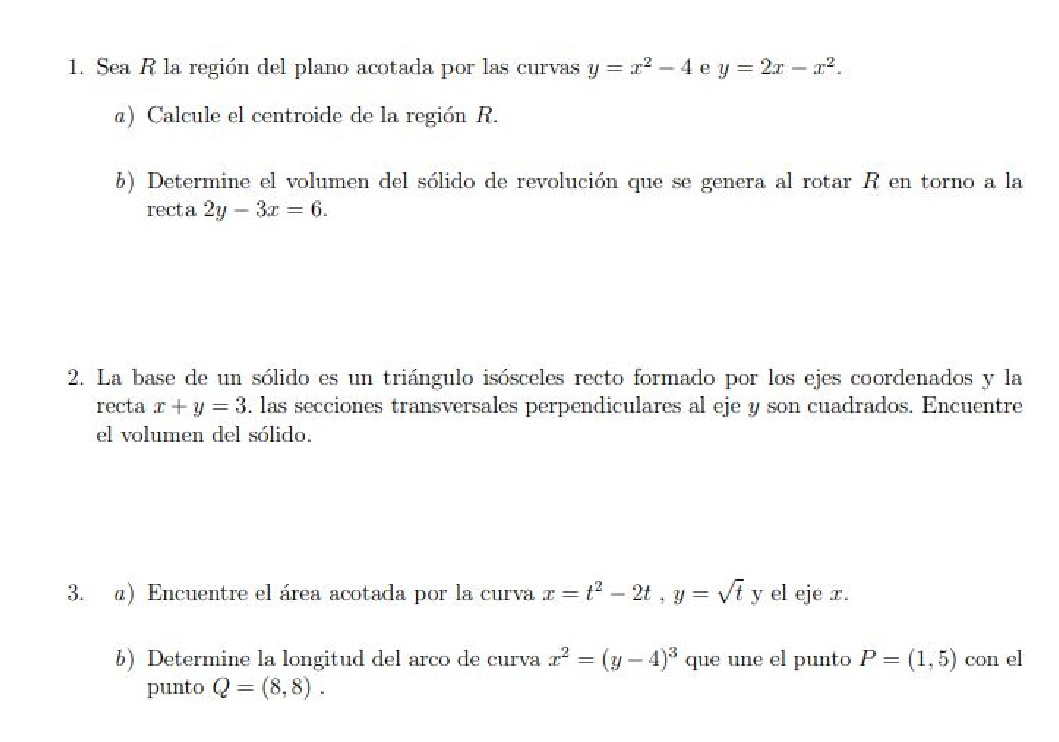 1. Sea R la región del plano acotada por las curvas y = x² − 4 e y = 2x − x².
a) Calcule el centroide de la región R.
b) Determine el volumen del sólido de revolución que se genera al rotar R en torno a la
recta 2y − 3x = 6.
2. La base de un sólido es un triángulo isósceles recto formado por los ejes coordenados y la
recta x + y = 3. las secciones transversales perpendiculares al eje y son cuadrados. Encuentre
el volumen del sólido.
3. a) Encuentre el área acotada por la curva x = t² − 2t , y = √t y el eje x.
b) Determine la longitud del arco de curva x² = (y − 4)³ que une el punto P = (1, 5) con el
punto Q = (8, 8) .